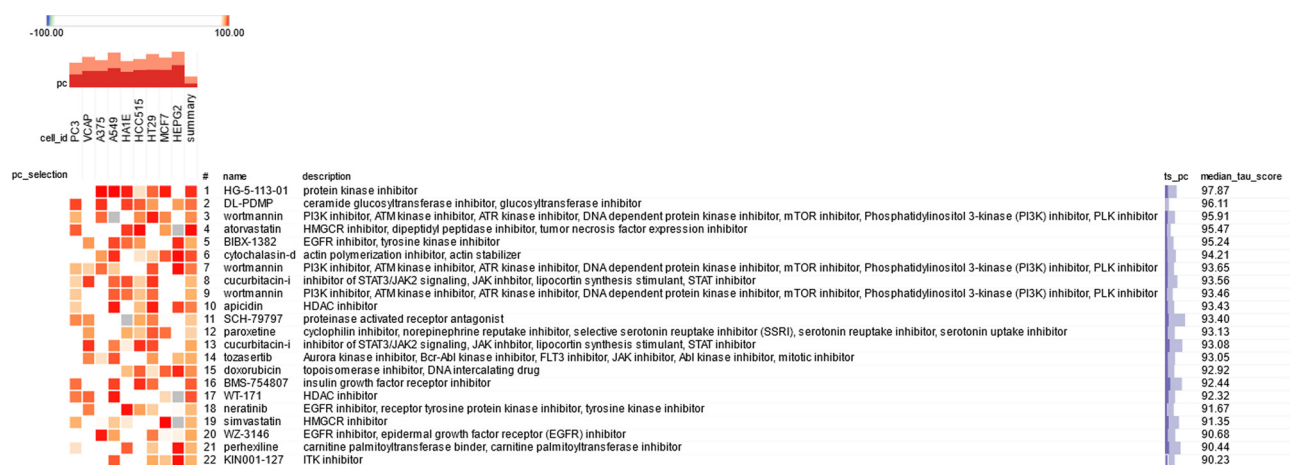 -100.00 100.00
pc
cell_id PC3 VCAP A375 A549 HA1E HCC515 HT29 MCF7 HEPG2 summary
pc_selection # name description ts_pc median_tau_score
1 HG-5-113-01 protein kinase inhibitor 97.87
2 DL-PDMP ceramide glucosyltransferase inhibitor, glucosyltransferase inhibitor 96.11
3 wortmannin PI3K inhibitor, ATM kinase inhibitor, ATR kinase inhibitor, DNA dependent protein kinase inhibitor, mTOR inhibitor, Phosphatidylinositol 3-kinase (PI3K) inhibitor, PLK inhibitor 95.91
4 atorvastatin HMGCR inhibitor, dipeptidyl peptidase inhibitor, tumor necrosis factor expression inhibitor 95.47
5 BIBX-1382 EGFR inhibitor, tyrosine kinase inhibitor 95.24
6 cytochalasin-d actin polymerization inhibitor, actin stabilizer 94.21
7 wortmannin PI3K inhibitor, ATM kinase inhibitor, ATR kinase inhibitor, DNA dependent protein kinase inhibitor, mTOR inhibitor, Phosphatidylinositol 3-kinase (PI3K) inhibitor, PLK inhibitor 93.65
8 cucurbitacin-i inhibitor of STAT3/JAK2 signaling, JAK inhbitor, lipocortin synthesis stimulant, STAT inhibitor 93.56
9 wortmannin PI3K inhibitor, ATM kinase inhibitor, ATR kinase inhibitor, DNA dependent protein kinase inhibitor, mTOR inhibitor, Phosphatidylinositol 3-kinase (PI3K) inhibitor, PLK inhibitor 93.46
10 apicidin HDAC inhibitor 93.43
11 SCH-79797 proteinase activated receptor antagonist 93.40
12 paroxetine cyclophilin inhibitor, norepinephrine reputake inhibitor, selective serotonin reuptake inhibitor (SSRI), serotonin reuptake inhibitor, serotonin uptake inhibitor 93.13
13 cucurbitacin-i inhibitor of STAT3/JAK2 signaling, JAK inhbitor, lipocortin synthesis stimulant, STAT inhibitor 93.08
14 tozasertib Aurora kinase inhibitor, Bcr-Abl kinase inhibitor, FLT3 inhibitor, JAK inhibitor, Abl kinase inhibitor, mitotic inhibitor 93.05
15 doxorubicin topoisomerase inhibitor, DNA intercalating drug 92.92
16 BMS-754807 insulin growth factor receptor inhibitor 92.44
17 WT-171 HDAC inhibitor 92.32
18 neratinib EGFR inhibitor, receptor tyrosine protein kinase inhibitor, tyrosine kinase inhibitor 91.67
19 simvastatin HMGCR inhibitor 91.35
20 WZ-3146 EGFR inhibitor, epidermal growth factor receptor (EGFR) inhibitor 90.68
21 perhexiline carnitine palmitoyltransferase binder, carnitine palmitoyltransferase inhibitor 90.44
22 KIN001-127 ITK inhibitor 90.23